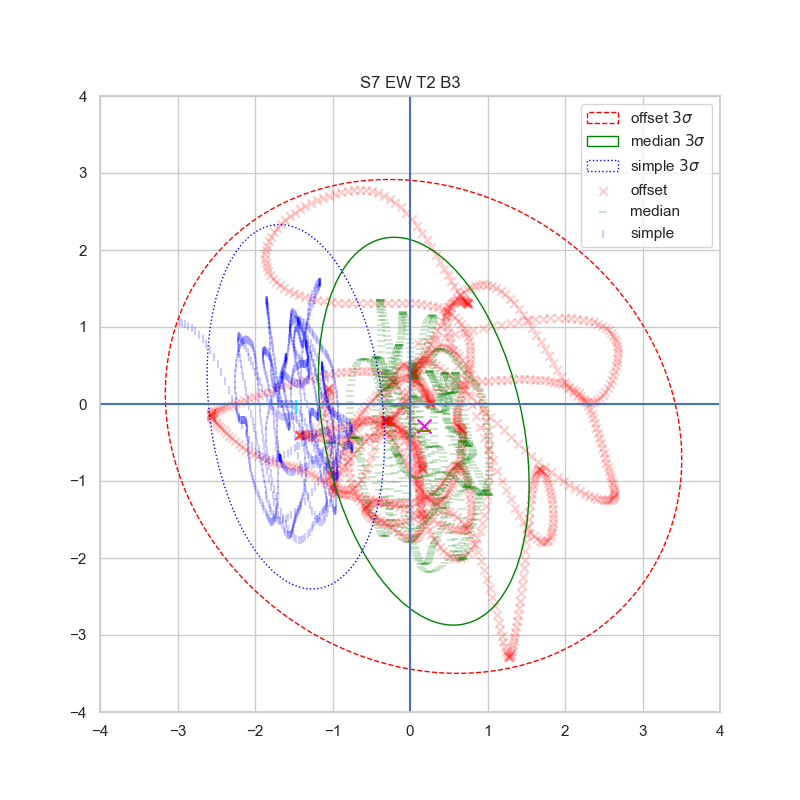 S7 EW T2 B3
offset 3σ
median 3σ
simple 3σ
offset
median
simple
4
3
2
1
0
−1
−2
−3
−4
−4 −3 −2 −1 0 1 2 3 4